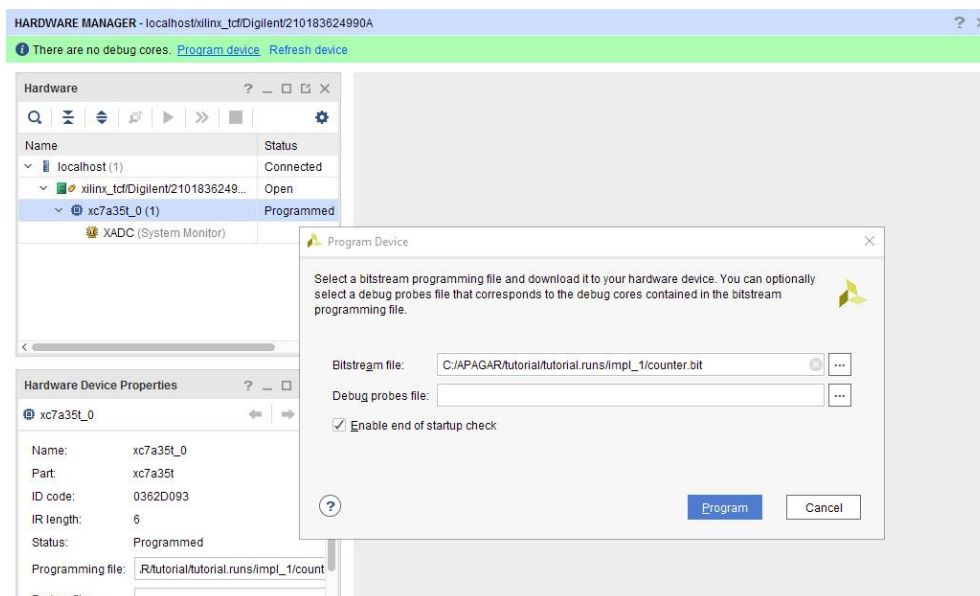 HARDWARE MANAGER - localhost/xilinx_tcf/Digilent/210183624990A
There are no debug cores. Program device Refresh device
Hardware
Name Status
localhost (1) Connected
xilinx_tcf/Digilent/2101836249... Open
xc7a35t_0 (1) Programmed
XADC (System Monitor)
Program Device
Select a bitstream programming file and download it to your hardware device. You can optionally
select a debug probes file that corresponds to the debug cores contained in the bitstream
programming file.
Bitstream file: C:/APAGAR/tutorial/tutorial.runs/impl_1/counter.bit
Debug probes file:
Enable end of startup check
Program Cancel
Hardware Device Properties
xc7a35t_0
Name: xc7a35t_0
Part: xc7a35t
ID code: 0362D093
IR length: 6
Status: Programmed
Programming file: .R/tutorial/tutorial.runs/impl_1/count